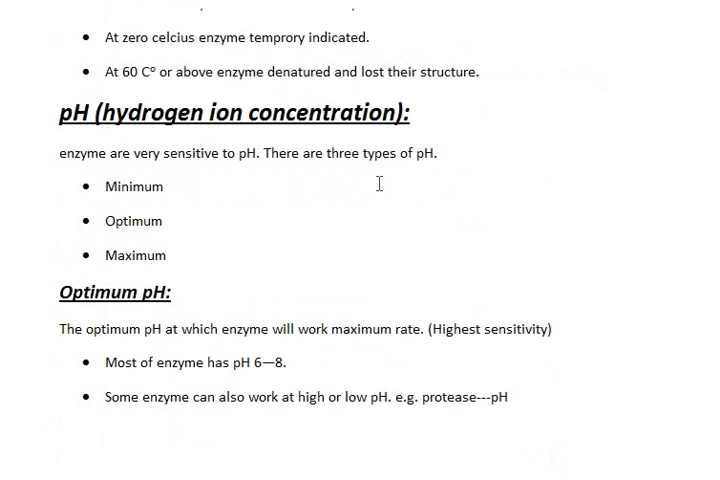 At zero celcius enzyme temprory indicated.
At 60 C° or above enzyme denatured and lost their structure.
pH (hydrogen ion concentration):
enzyme are very sensitive to pH. There are three types of pH.
Minimum
Optimum
Maximum
Optimum pH:
The optimum pH at which enzyme will work maximum rate. (Highest sensitivity)
Most of enzyme has pH 6—8.
Some enzyme can also work at high or low pH. e.g. protease---pH